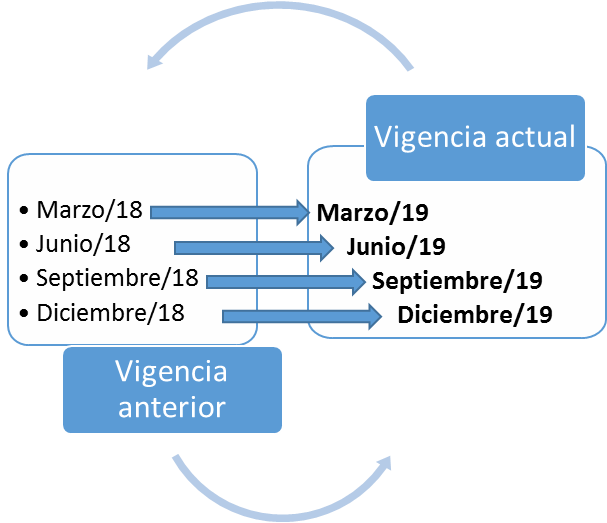 Vigencia actual
• Marzo/18
Marzo/19
• Junio/18
Junio/19
• Septiembre/18
Septiembre/19
• Diciembre/18
Diciembre/19
Vigencia
anterior